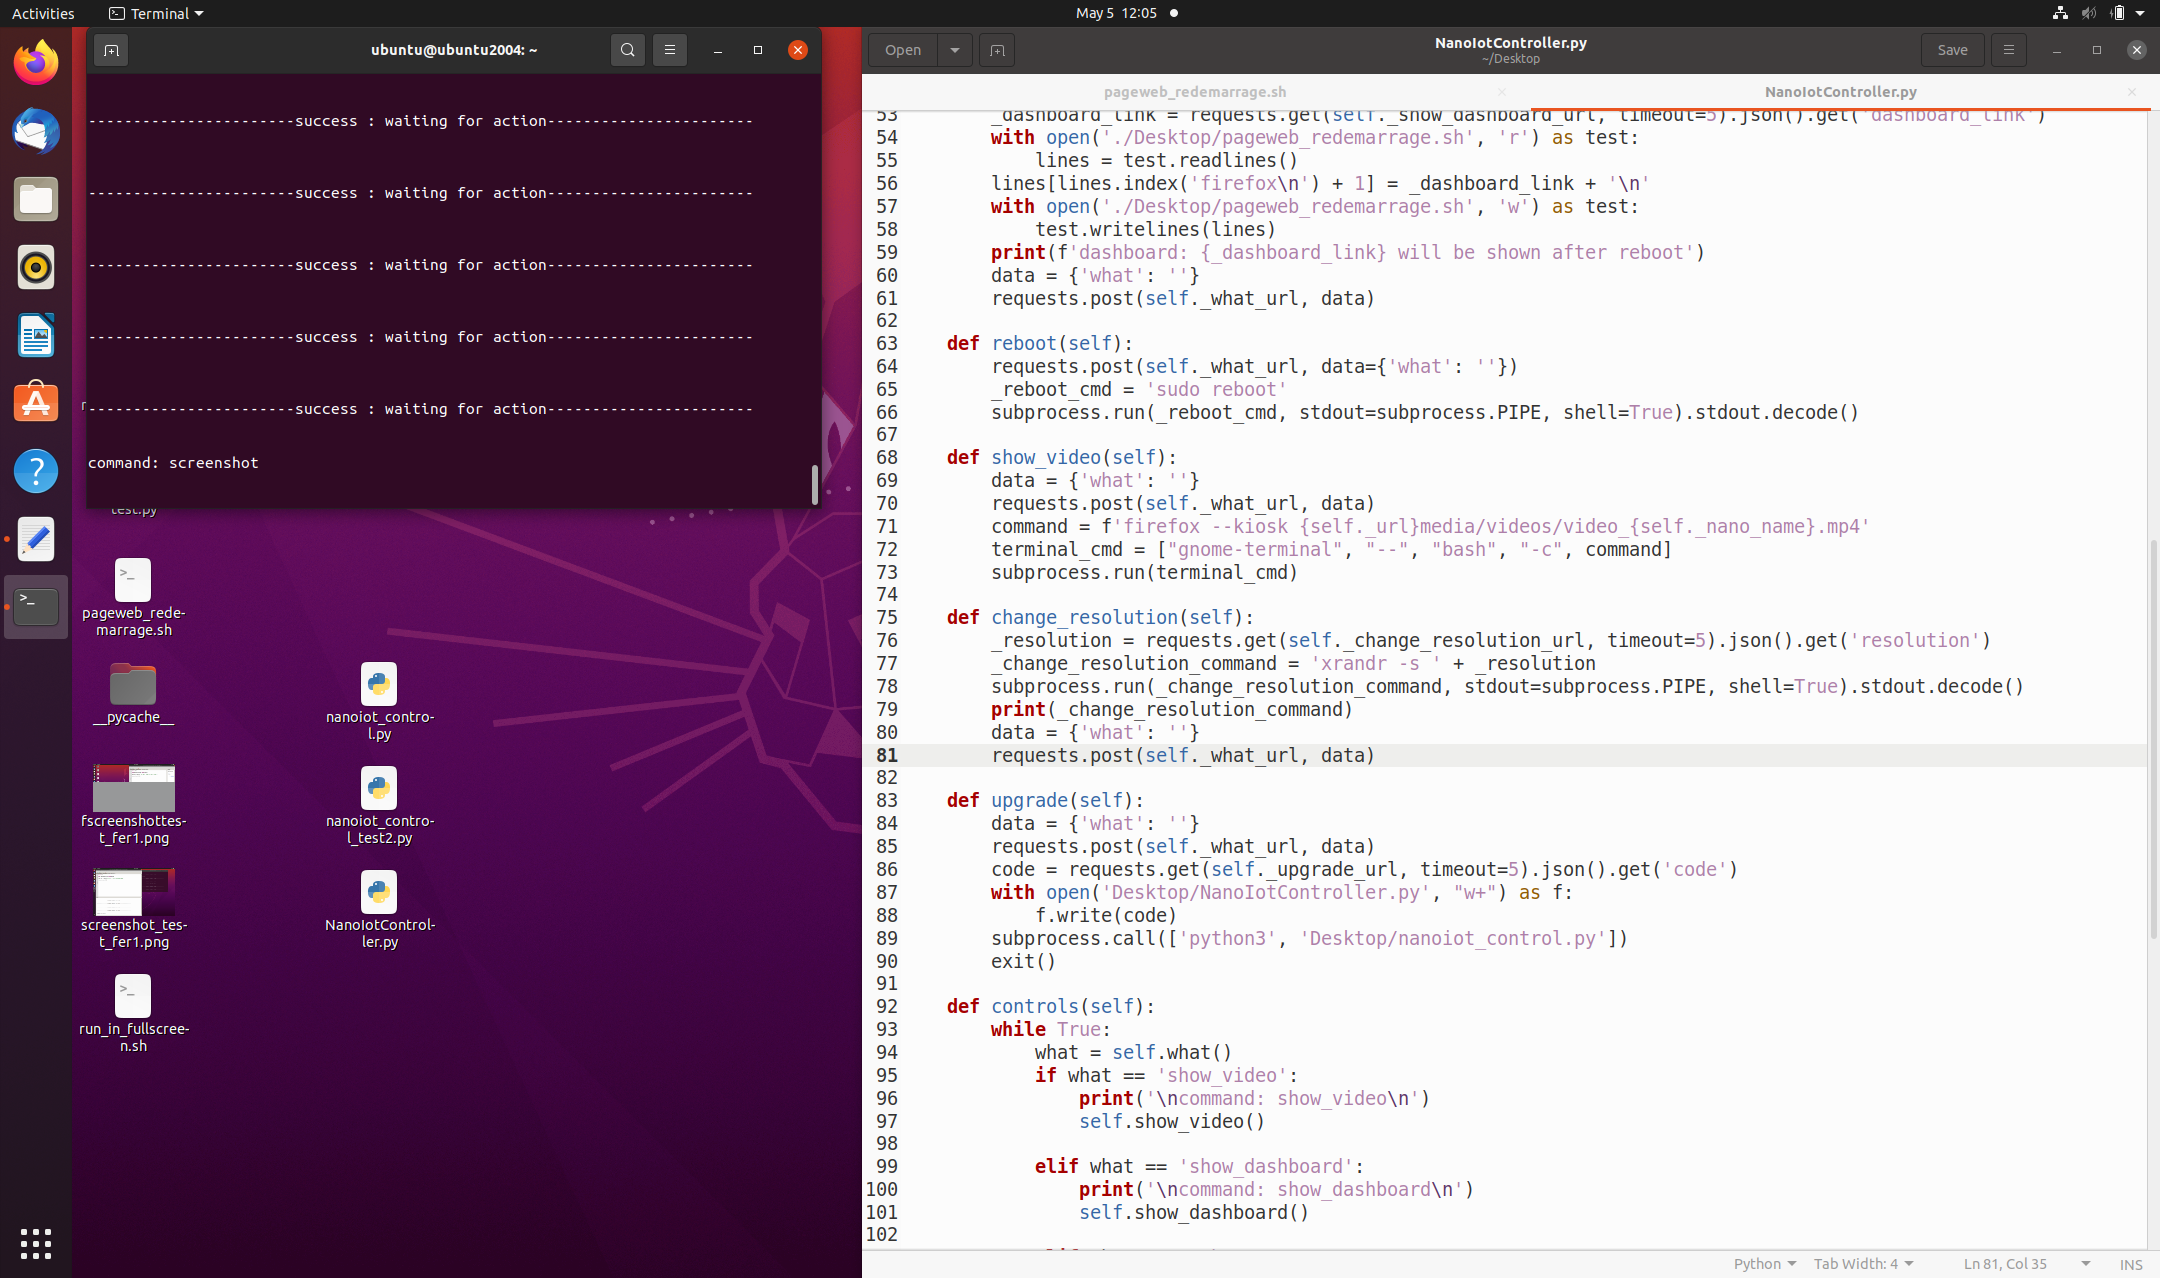 Activities
Terminal
May 5 12:05
ubuntu@ubuntu2004: ~
-----------------------success : waiting for action-----------------------
-----------------------success : waiting for action-----------------------
-----------------------success : waiting for action-----------------------
-----------------------success : waiting for action-----------------------
-----------------------success : waiting for action-----------------------
command: screenshot
test.py
pageweb_rede-
marrage.sh
__pycache__
nanoiot_contro-
l.py
fscreenshottes-
t_fer1.png
nanoiot_contro-
l_test2.py
screenshot_tes-
t_fer1.png
NanoIotControl-
ler.py
run_in_fullscree-
n.sh
Open
NanoIotController.py
~/Desktop
Save
pageweb_redemarrage.sh
NanoIotController.py
53 _dashboard_link = requests.get(self._show_dashboard_url, timeout=5).json().get('dashboard_link')
54 with open('./Desktop/pageweb_redemarrage.sh', 'r') as test:
55 lines = test.readlines()
56 lines[lines.index('firefox\n') + 1] = _dashboard_link + '\n'
57 with open('./Desktop/pageweb_redemarrage.sh', 'w') as test:
58 test.writelines(lines)
59 print(f'dashboard: {_dashboard_link} will be shown after reboot')
60 data = {'what': ''}
61 requests.post(self._what_url, data)
62
63 def reboot(self):
64 requests.post(self._what_url, data={'what': ''})
65 _reboot_cmd = 'sudo reboot'
66 subprocess.run(_reboot_cmd, stdout=subprocess.PIPE, shell=True).stdout.decode()
67
68 def show_video(self):
69 data = {'what': ''}
70 requests.post(self._what_url, data)
71 command = f'firefox --kiosk {self._url}media/videos/video_{self._nano_name}.mp4'
72 terminal_cmd = ["gnome-terminal", "--", "bash", "-c", command]
73 subprocess.run(terminal_cmd)
74
75 def change_resolution(self):
76 _resolution = requests.get(self._change_resolution_url, timeout=5).json().get('resolution')
77 _change_resolution_command = 'xrandr -s ' + _resolution
78 subprocess.run(_change_resolution_command, stdout=subprocess.PIPE, shell=True).stdout.decode()
79 print(_change_resolution_command)
80 data = {'what': ''}
81 requests.post(self._what_url, data)
82
83 def upgrade(self):
84 data = {'what': ''}
85 requests.post(self._what_url, data)
86 code = requests.get(self._upgrade_url, timeout=5).json().get('code')
87 with open('Desktop/NanoIotController.py', "w+") as f:
88 f.write(code)
89 subprocess.call(['python3', 'Desktop/nanoiot_control.py'])
90 exit()
91
92 def controls(self):
93 while True:
94 what = self.what()
95 if what == 'show_video':
96 print('\ncommand: show_video\n')
97 self.show_video()
98
99 elif what == 'show_dashboard':
100 print('\ncommand: show_dashboard\n')
101 self.show_dashboard()
102
Python
Tab Width: 4
Ln 81, Col 35
INS